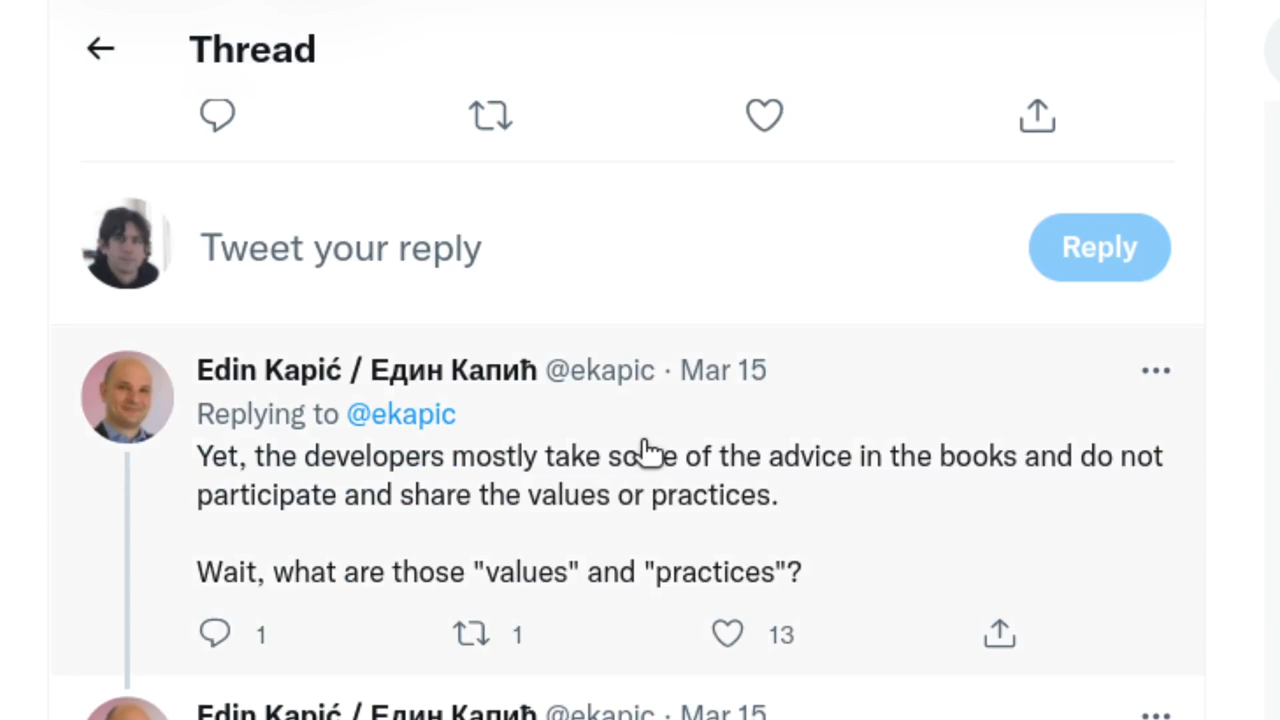 Thread
Tweet your reply
Reply
Edin Kapić / Един Капић @ekapic · Mar 15
Replying to @ekapic
Yet, the developers mostly take some of the advice in the books and do not
participate and share the values or practices.
Wait, what are those "values" and "practices"?
1 1 13
Edin Kapić / Един Капић @ekapic · Mar 15